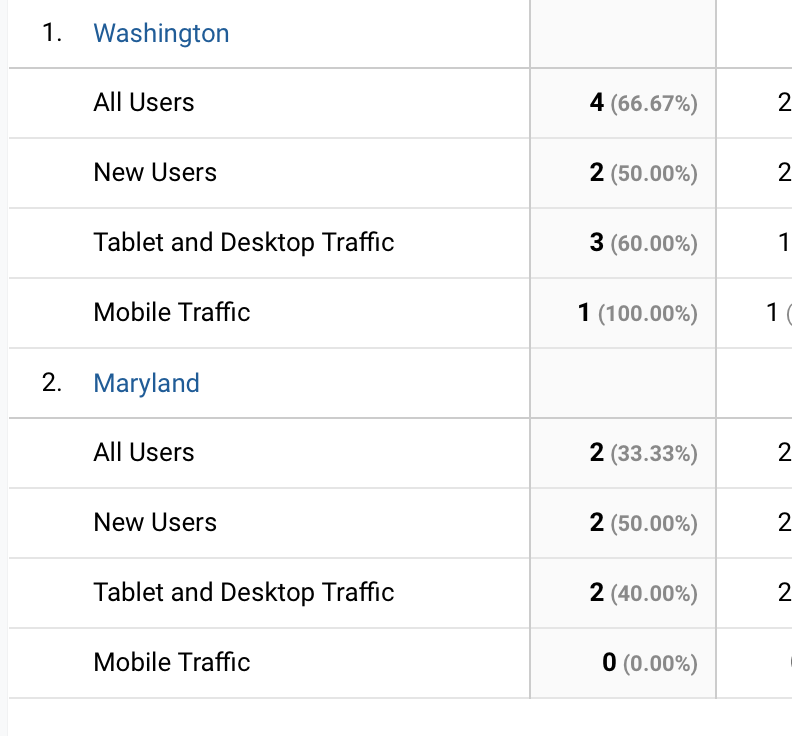 1. Washington
All Users 4 (66.67%) 2
New Users 2 (50.00%) 2
Tablet and Desktop Traffic 3 (60.00%) 1
Mobile Traffic 1 (100.00%) 1 (
2. Maryland
All Users 2 (33.33%) 2
New Users 2 (50.00%) 2
Tablet and Desktop Traffic 2 (40.00%) 2
Mobile Traffic 0 (0.00%)